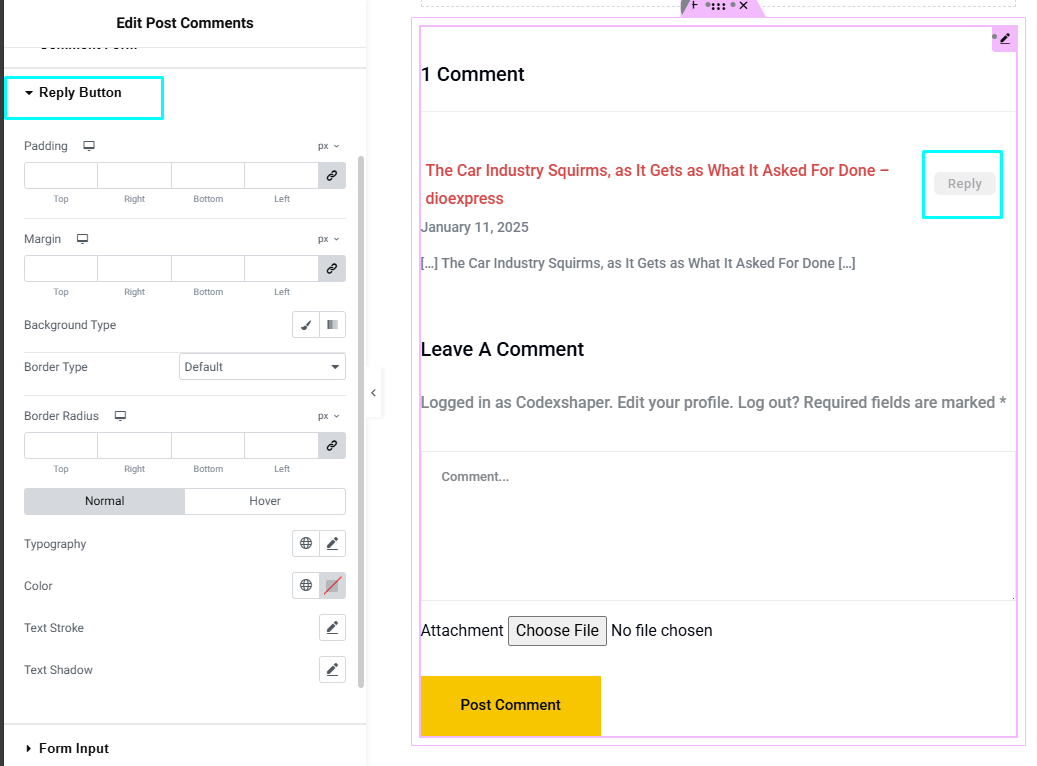 Edit Post Comments
Comment Form
Reply Button
Padding px
Top Right Bottom Left
Margin px
Top Right Bottom Left
Background Type
Border Type Default
Border Radius px
Top Right Bottom Left
Normal Hover
Typography
Color
Text Stroke
Text Shadow
Form Input
1 Comment
The Car Industry Squirms, as It Gets as What It Asked For Done –
dioexpress
Reply
January 11, 2025
[…] The Car Industry Squirms, as It Gets as What It Asked For Done […]
Leave A Comment
Logged in as Codexshaper. Edit your profile. Log out? Required fields are marked *
Comment...
Attachment Choose File No file chosen
Post Comment